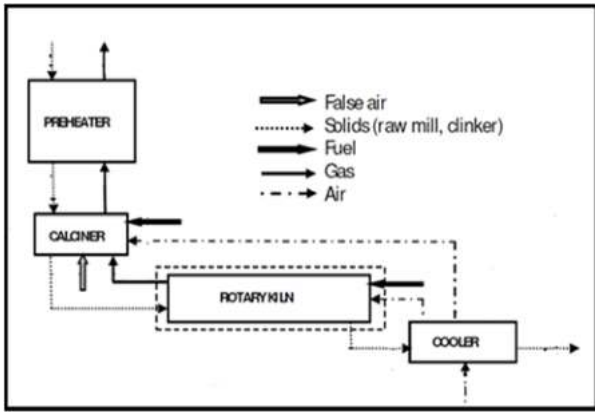 PREHEATER
False air
Solids (raw mill, clinker)
Fuel
Gas
Air
CALCINER
ROTARY KILN
COOLER